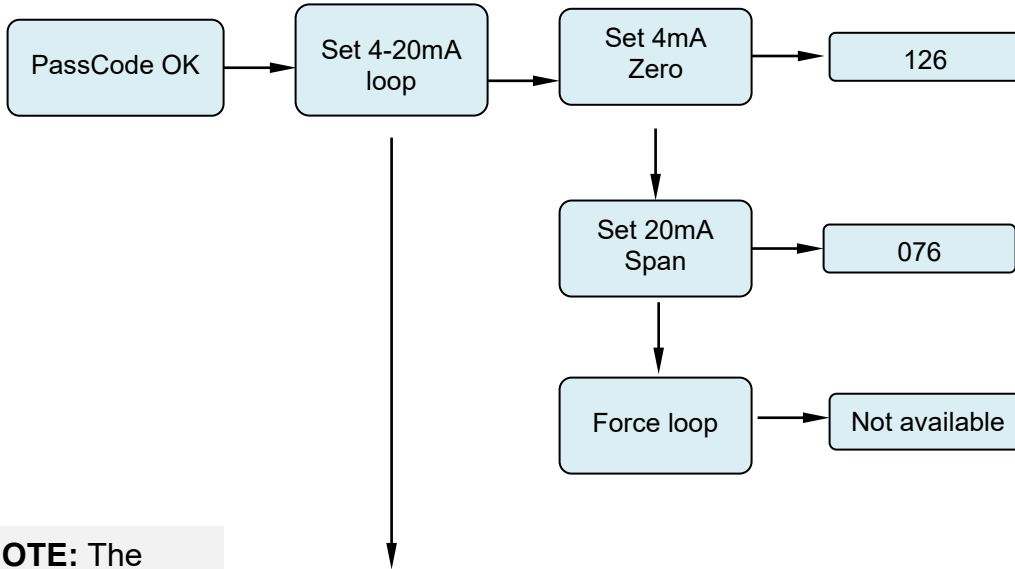 PassCode OK
Set 4-20mA
loop
Set 4mA
Zero
126
Set 20mA
Span
076
Force loop
Not available
OTE: The